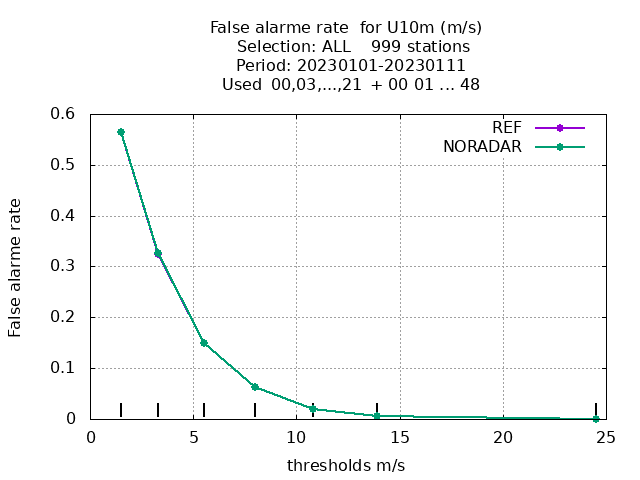 False alarme rate  for U10m (m/s)
Selection: ALL    999 stations
Period: 20230101-20230111
Used  00,03,...,21  + 00 01 ... 48
REF
NORADAR
0.6
0.5
0.4
0.3
0.2
0.1
0
False alarme rate
0 5 10 15 20 25
thresholds m/s